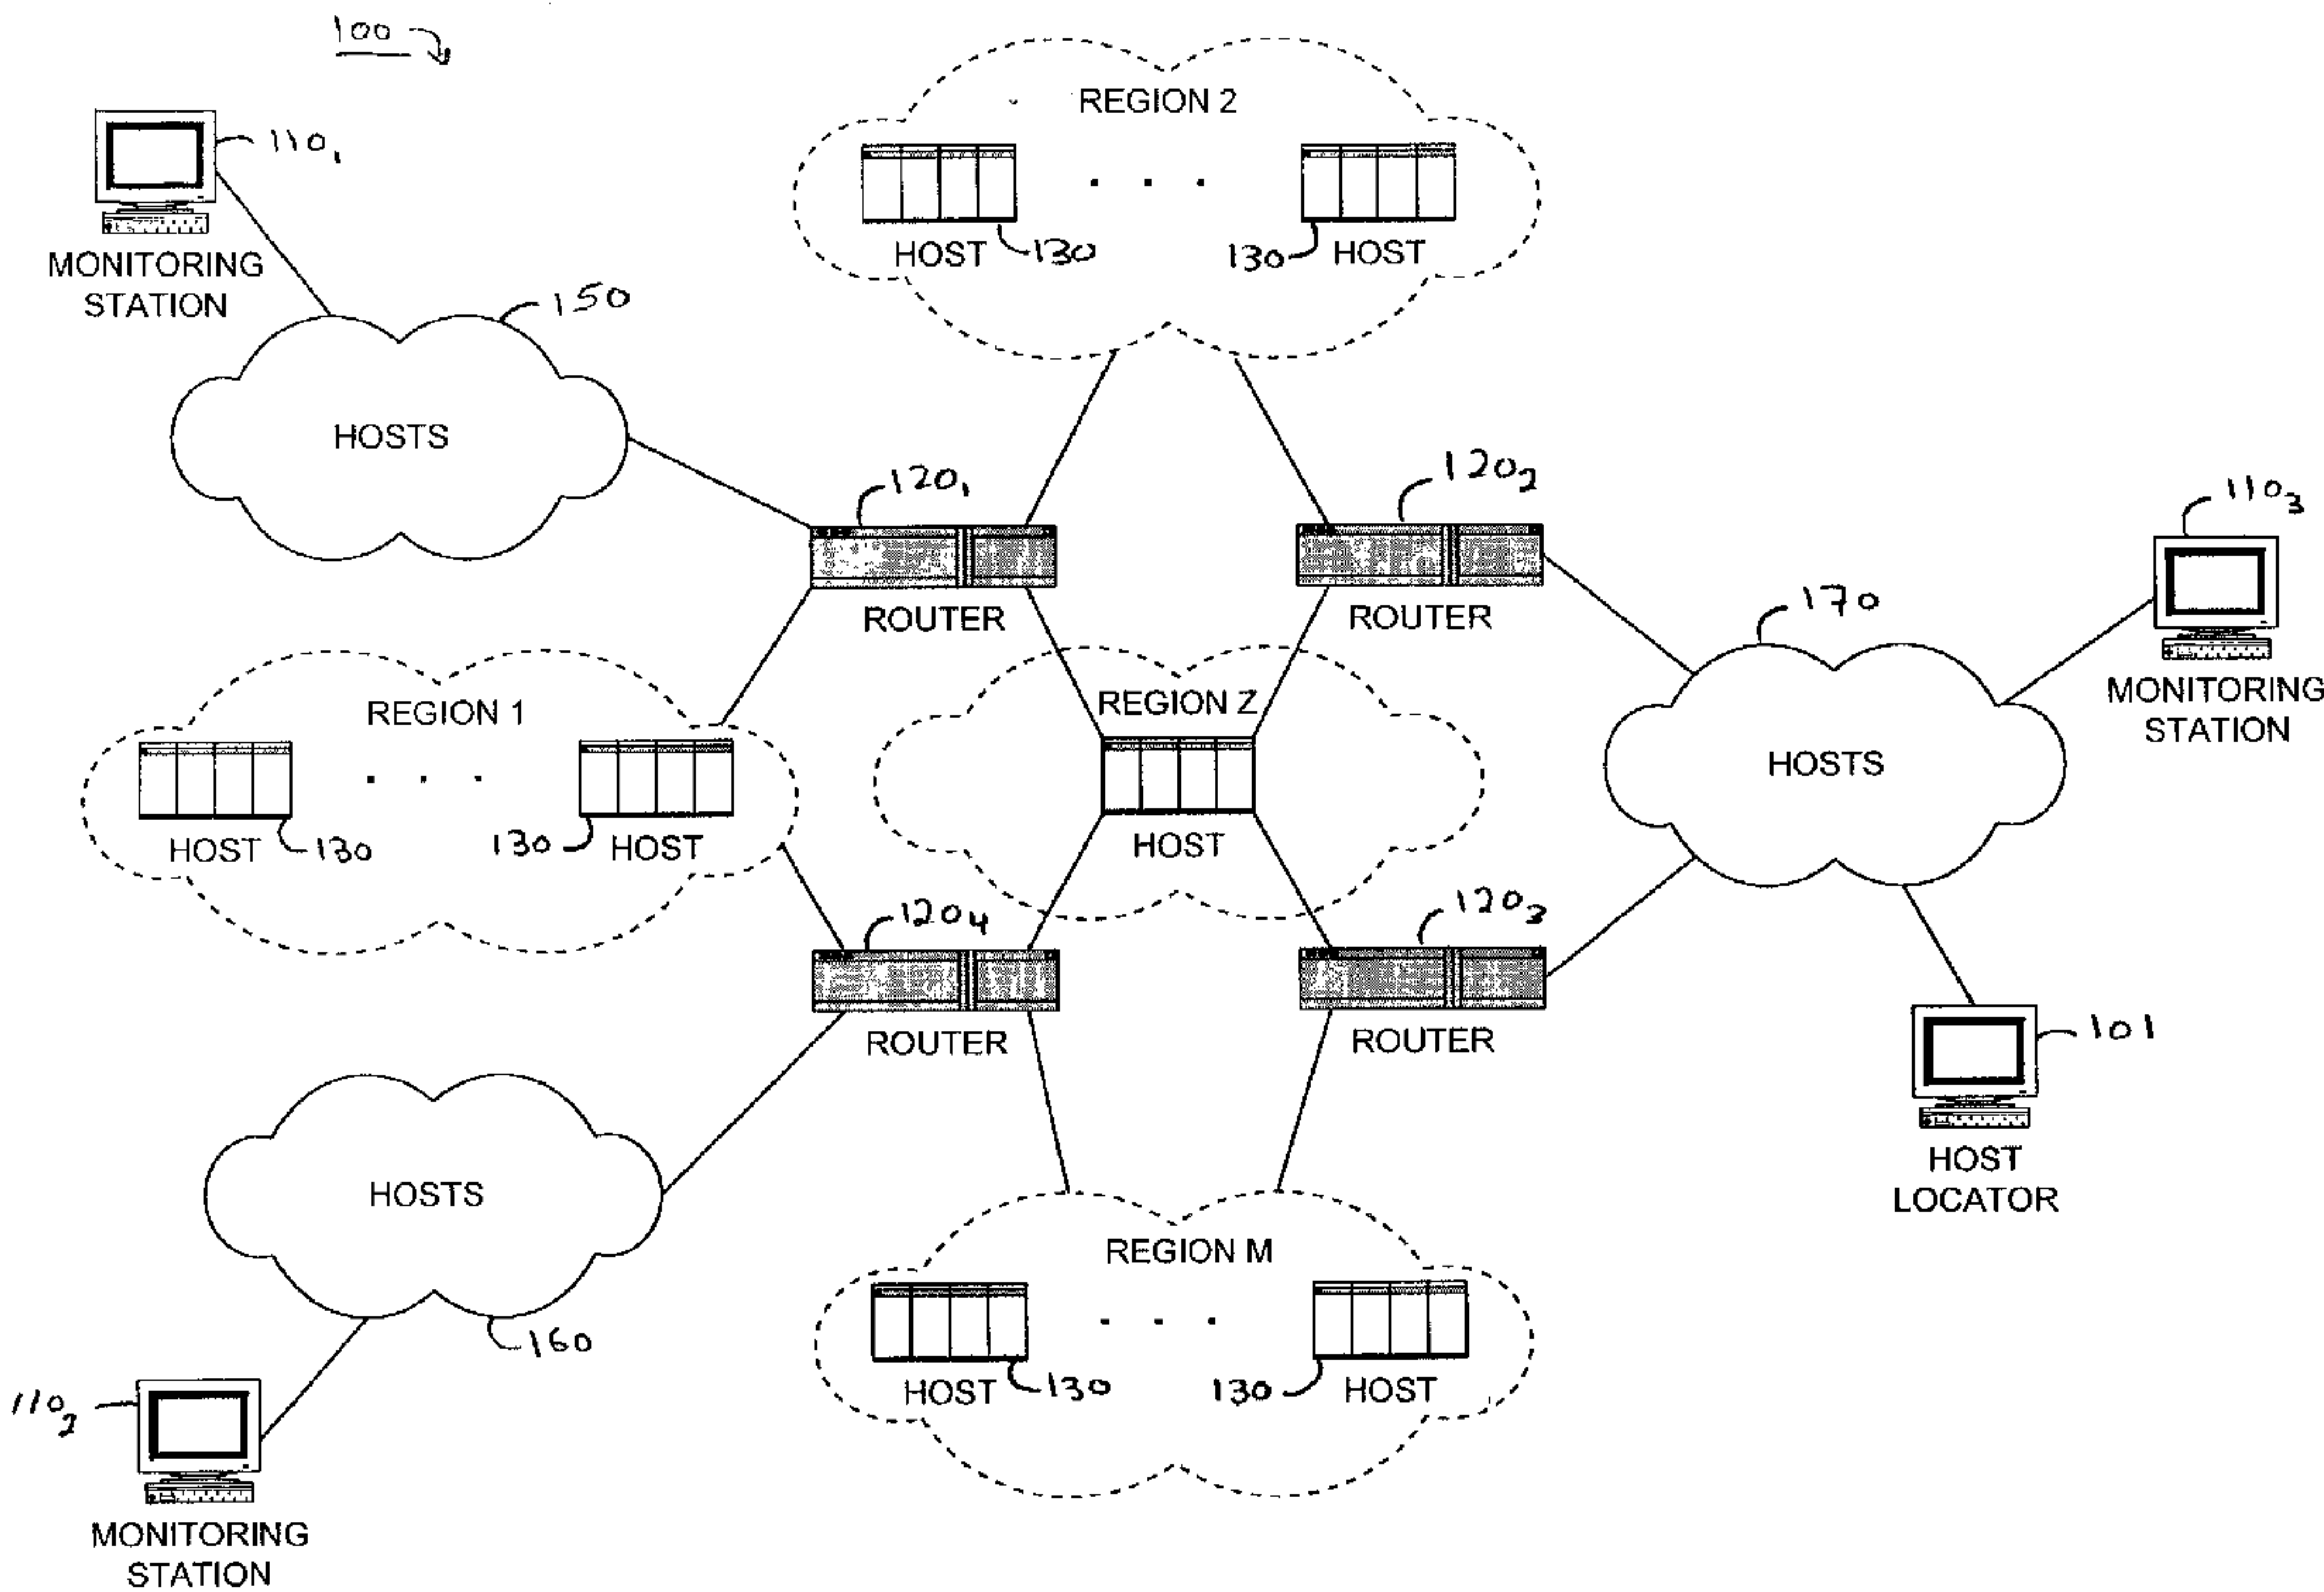 100
REGION 2
110₁
HOST 130
130 HOST
MONITORING
STATION
150
HOSTS
120₁
120₂
110₃
ROUTER
ROUTER
170
MONITORING
STATION
REGION 1
REGION Z
HOSTS
HOST 130
130 HOST
HOST
120₄
120₃
ROUTER
ROUTER
101
HOST
LOCATOR
HOSTS
160
REGION M
HOST 130
130 HOST
110₂
MONITORING
STATION